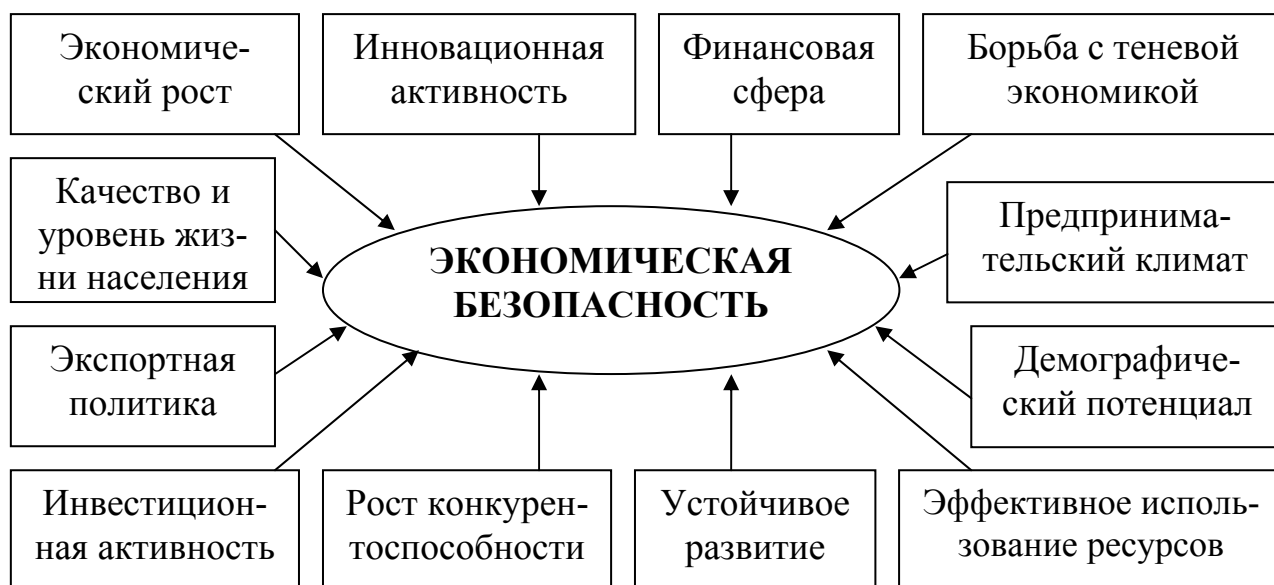 Экономиче-
ский рост
Инновационная
активность
Финансовая
сфера
Борьба с теневой
экономикой
Качество и
уровень жиз-
ни населения
ЭКОНОМИЧЕСКАЯ
БЕЗОПАСНОСТЬ
Предпринима-
тельский климат
Экспортная
политика
Демографиче-
ский потенциал
Инвестицион-
ная активность
Рост конкурен-
тоспособности
Устойчивое
развитие
Эффективное исполь-
зование ресурсов